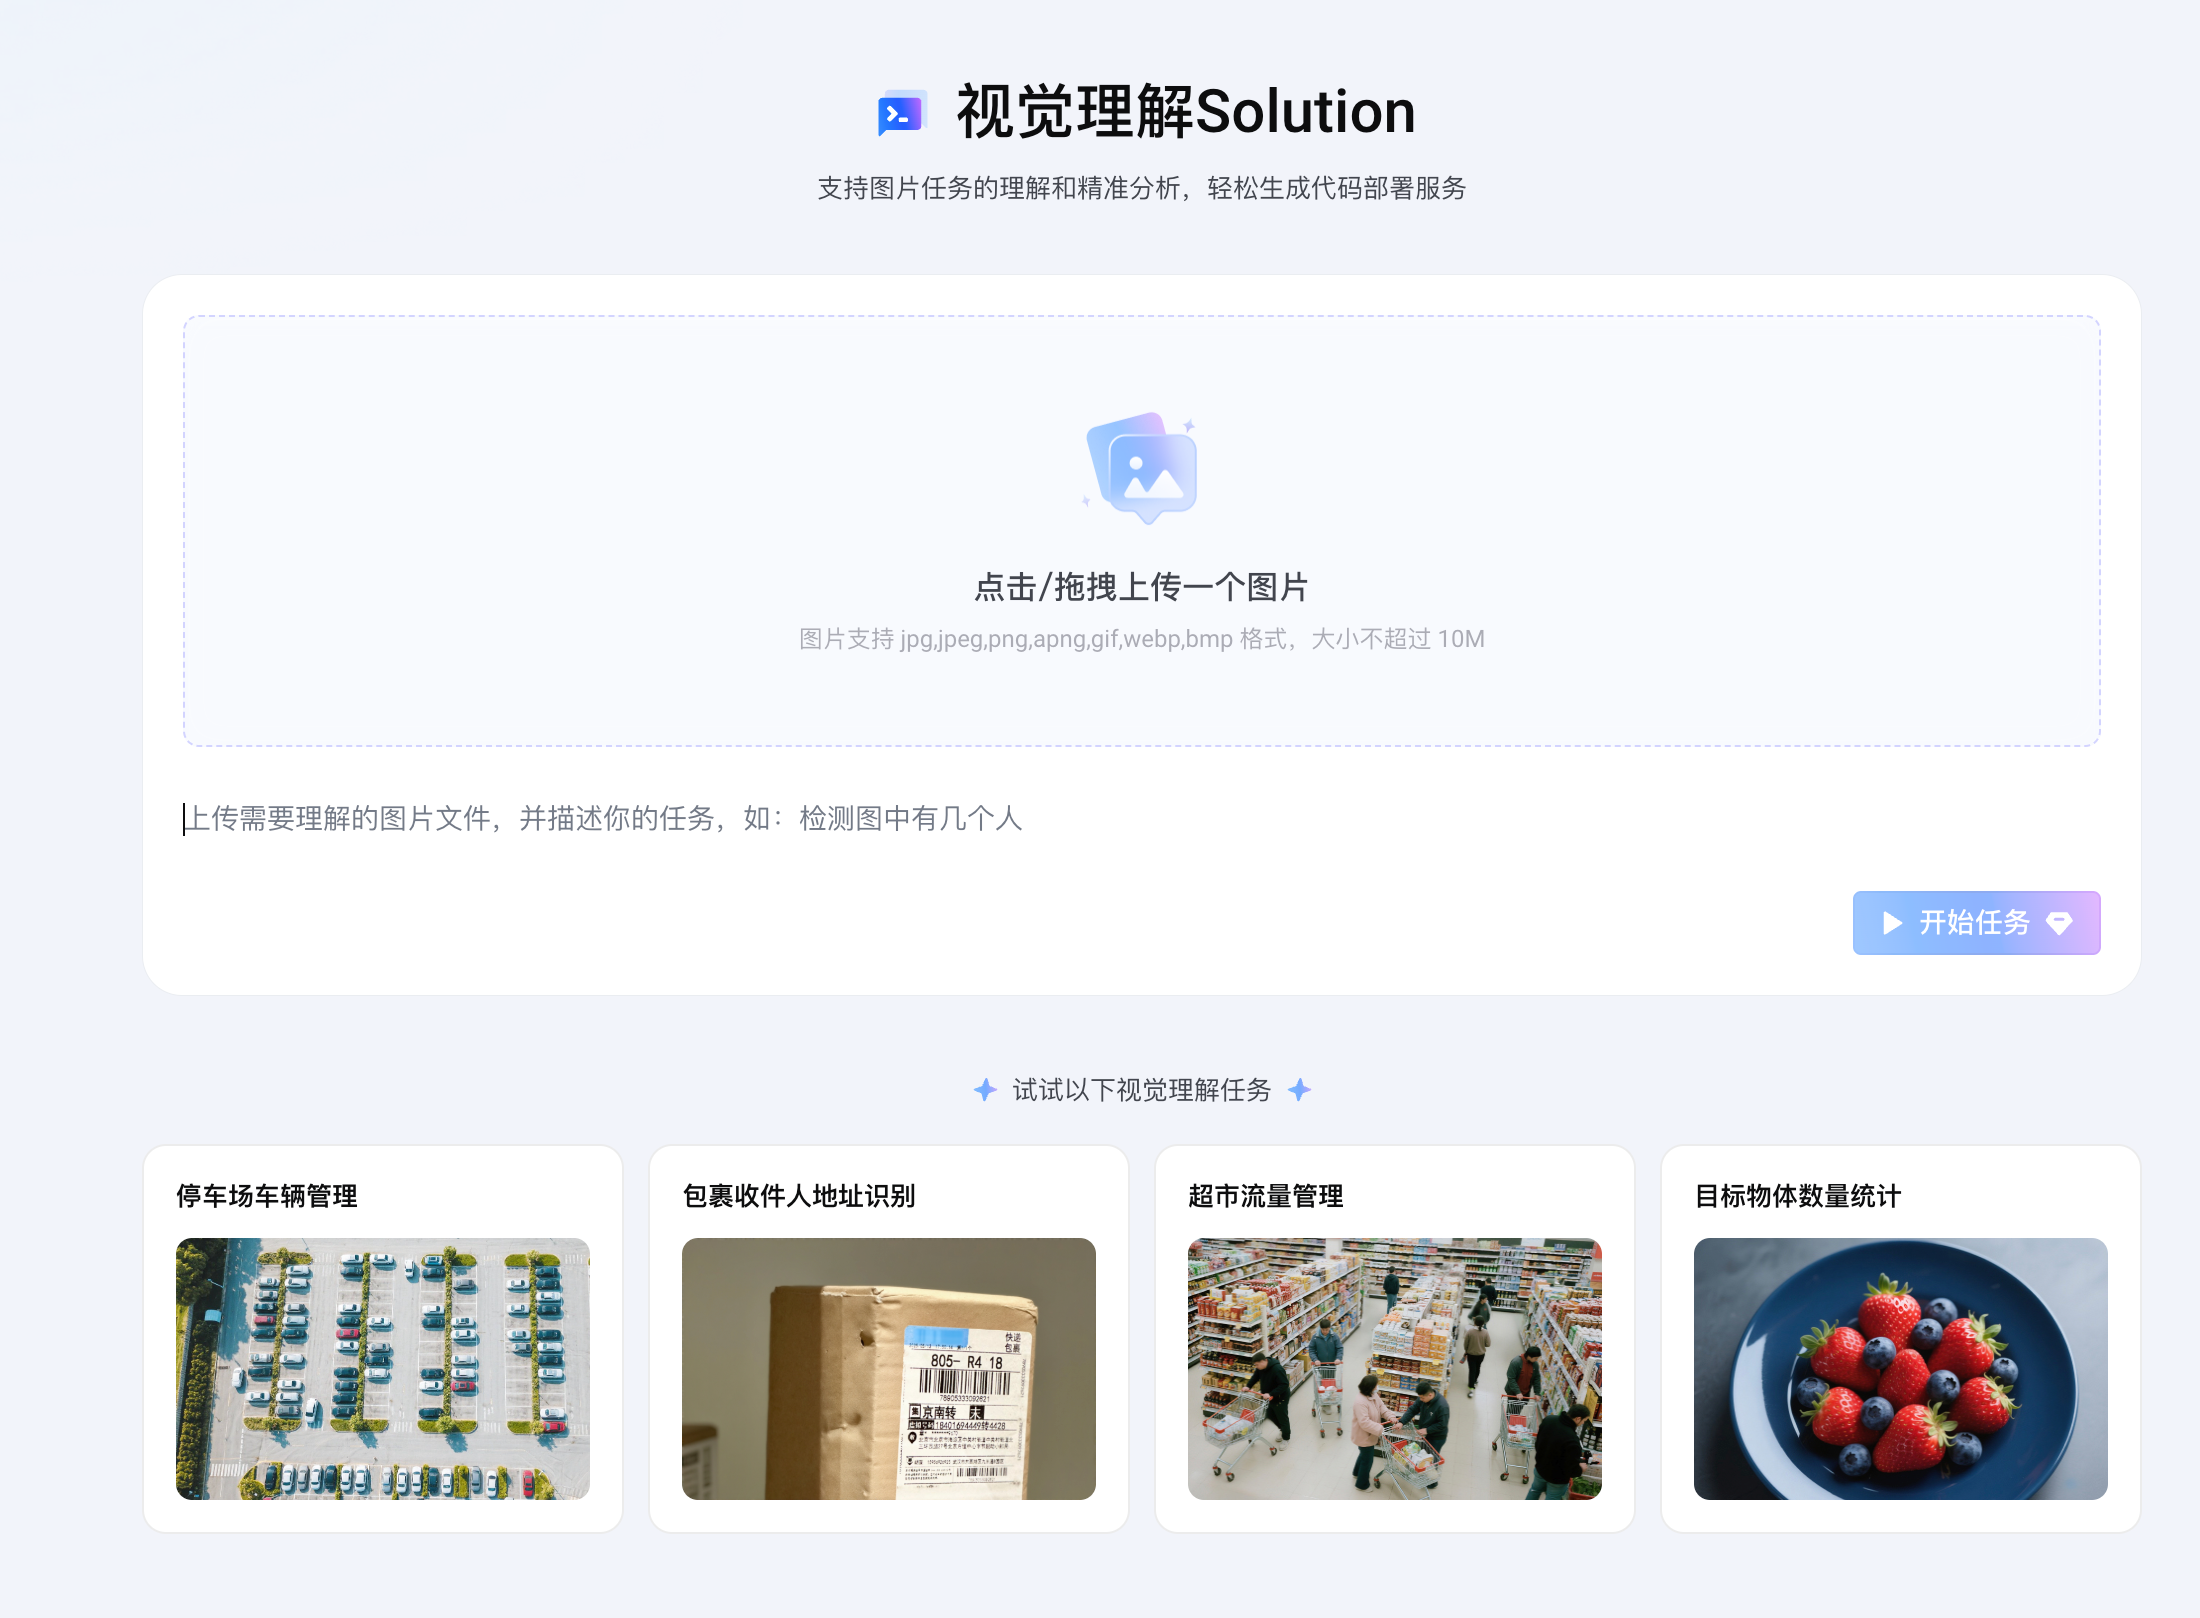 视觉理解Solution
支持图片任务的理解和精准分析，轻松生成代码部署服务
点击/拖拽上传一个图片
图片支持 jpg,jpeg,png,apng,gif,webp,bmp 格式，大小不超过 10M
上传需要理解的图片文件，并描述你的任务，如：检测图中有几个人
开始任务
试试以下视觉理解任务
停车场车辆管理
包裹收件人地址识别
超市流量管理
目标物体数量统计
快递
包裹
805- R4 18
集 京南转